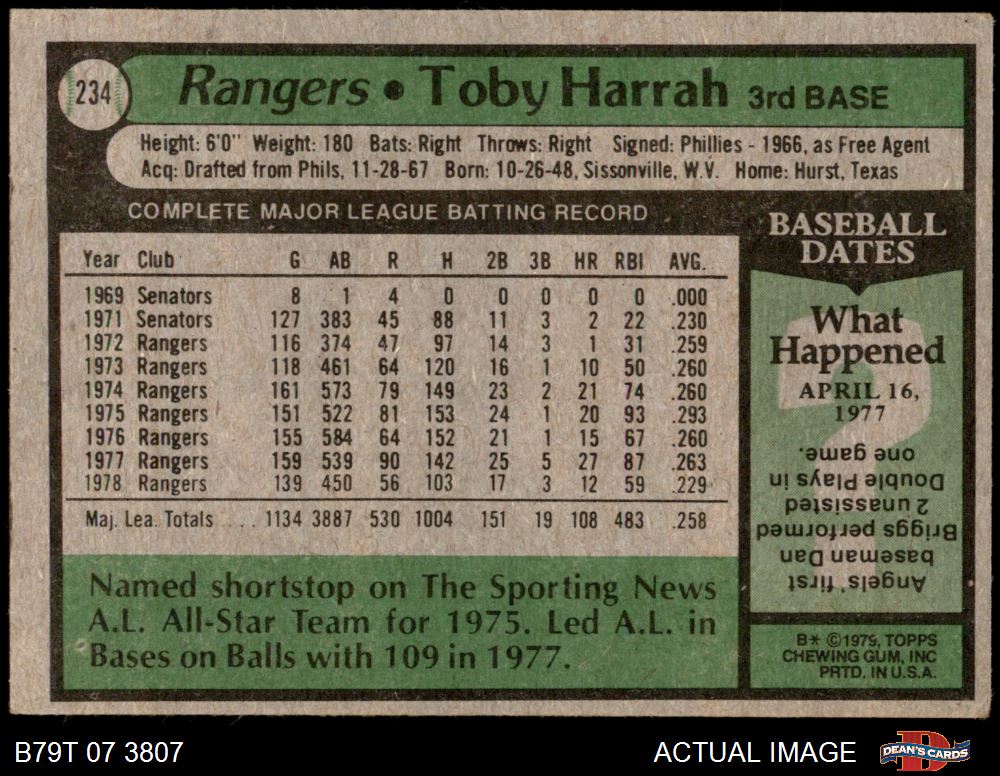 234 Rangers • Toby Harrah 3rd BASE
Height: 6'0" Weight: 180 Bats: Right Throws: Right Signed: Phillies - 1966, as Free Agent
Acq: Drafted from Phils, 11-28-67 Born: 10-26-48, Sissonville, W.V. Home: Hurst, Texas
COMPLETE MAJOR LEAGUE BATTING RECORD
Year Club G AB R H 2B 3B HR RBI AVG.
1969 Senators 8 1 4 0 0 0 0 0 .000
1971 Senators 127 383 45 88 11 3 2 22 .230
1972 Rangers 116 374 47 97 14 3 1 31 .259
1973 Rangers 118 461 64 120 16 1 10 50 .260
1974 Rangers 161 573 79 149 23 2 21 74 .260
1975 Rangers 151 522 81 153 24 1 20 93 .293
1976 Rangers 155 584 64 152 21 1 15 67 .260
1977 Rangers 159 539 90 142 25 5 27 87 .263
1978 Rangers 139 450 56 103 17 3 12 59 .229
Maj. Lea. Totals ... 1134 3887 530 1004 151 19 108 483 .258
Named shortstop on The Sporting News
A.L. All-Star Team for 1975. Led A.L. in
Bases on Balls with 109 in 1977.
BASEBALL
DATES
What
Happened
APRIL 16,
1977
Angels' first
baseman Dan
Briggs performed
2 unassisted
Double Plays in
one game.
B* ©1979, TOPPS
CHEWING GUM, INC
PRTD. IN U.S.A.
B79T 07 3807
ACTUAL IMAGE
D
DEAN'S CARDS